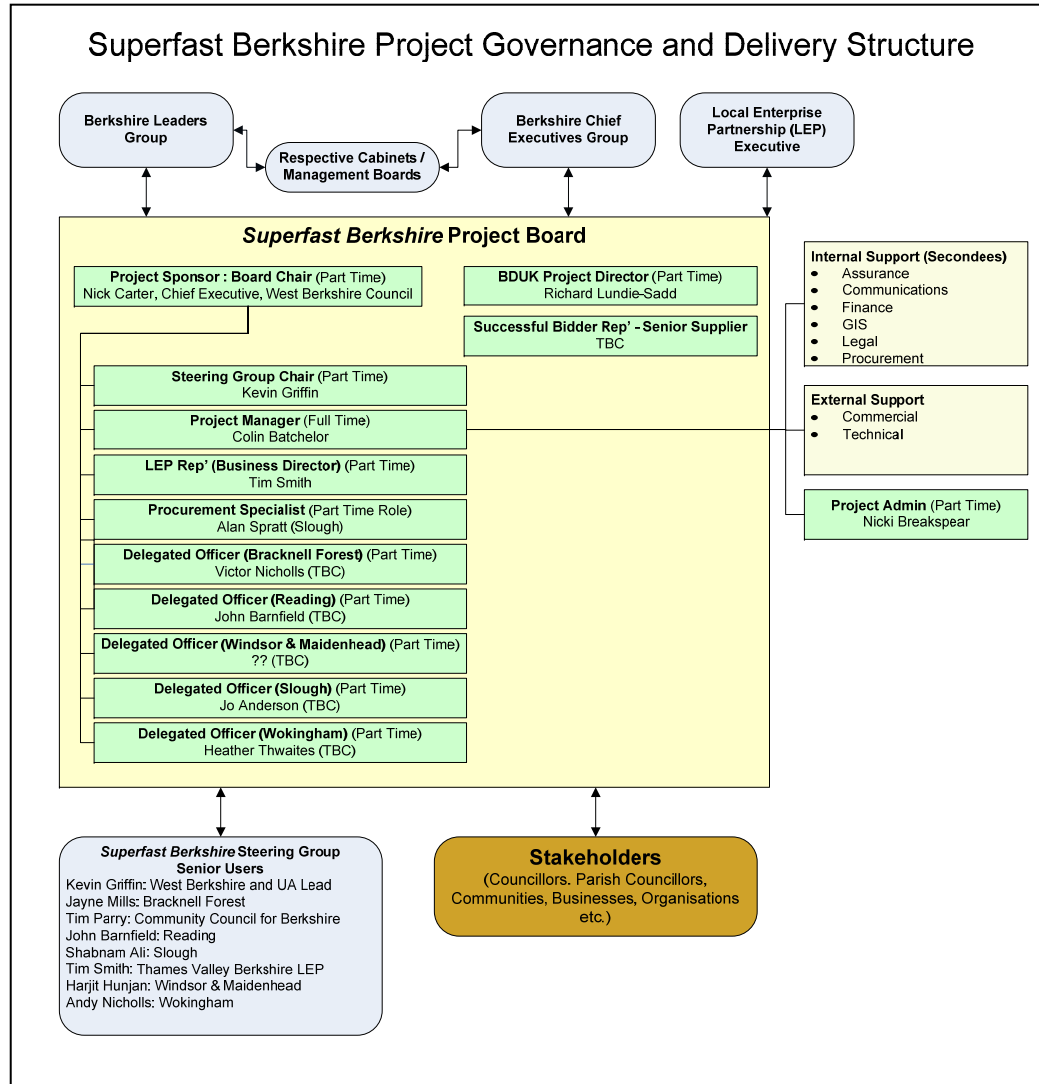 Superfast Berkshire Project Governance and Delivery Structure
Berkshire Leaders
Group
Respective Cabinets /
Management Boards
Berkshire Chief
Executives Group
Local Enterprise
Partnership (LEP)
Executive
Superfast Berkshire Project Board
Project Sponsor : Board Chair (Part Time)
Nick Carter, Chief Executive, West Berkshire Council
BDUK Project Director (Part Time)
Richard Lundie-Sadd
Successful Bidder Rep' - Senior Supplier
TBC
Steering Group Chair (Part Time)
Kevin Griffin
Project Manager (Full Time)
Colin Batchelor
LEP Rep' (Business Director) (Part Time)
Tim Smith
Procurement Specialist (Part Time Role)
Alan Spratt (Slough)
Delegated Officer (Bracknell Forest) (Part Time)
Victor Nicholls (TBC)
Delegated Officer (Reading) (Part Time)
John Barnfield (TBC)
Delegated Officer (Windsor & Maidenhead) (Part Time)
?? (TBC)
Delegated Officer (Slough) (Part Time)
Jo Anderson (TBC)
Delegated Officer (Wokingham) (Part Time)
Heather Thwaites (TBC)
Internal Support (Secondees)
• Assurance
• Communications
• Finance
• GIS
• Legal
• Procurement
External Support
• Commercial
• Technical
Project Admin (Part Time)
Nicki Breakspear
Superfast Berkshire Steering Group
Senior Users
Kevin Griffin: West Berkshire and UA Lead
Jayne Mills: Bracknell Forest
Tim Parry: Community Council for Berkshire
John Barnfield: Reading
Shabnam Ali: Slough
Tim Smith: Thames Valley Berkshire LEP
Harjit Hunjan: Windsor & Maidenhead
Andy Nicholls: Wokingham
Stakeholders
(Councillors. Parish Councillors,
Communities, Businesses, Organisations
etc.)